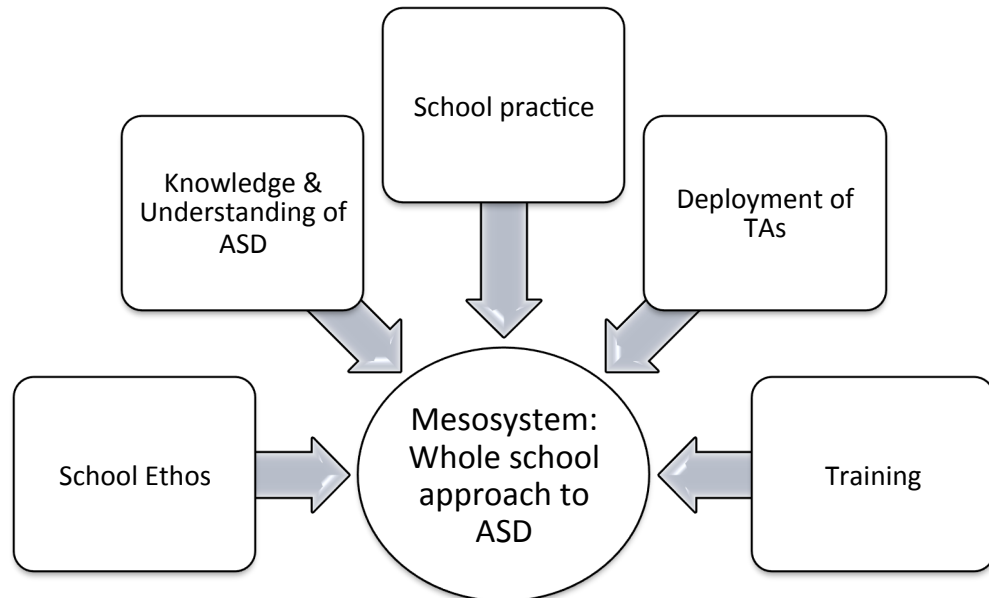 School practice
Knowledge &
Understanding of
ASD
Deployment of
TAs
School Ethos
Mesosystem:
Whole school
approach to
ASD
Training